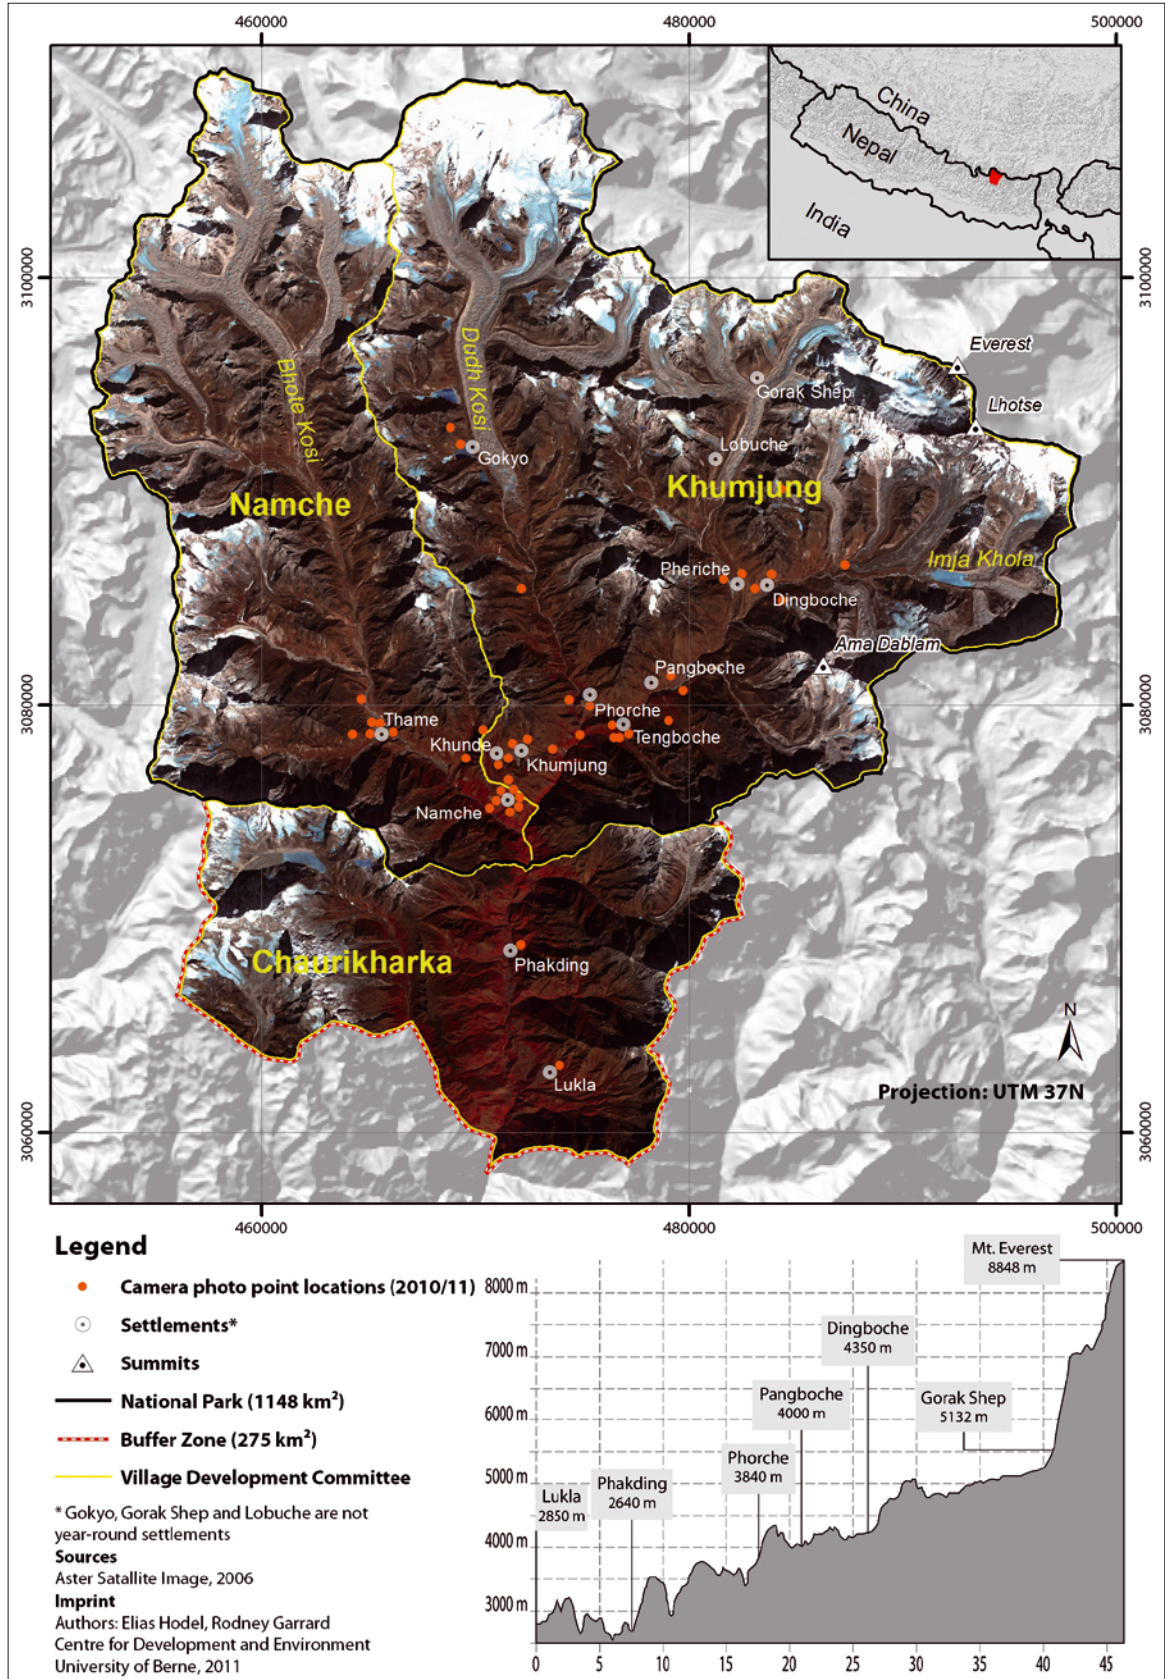 460000
480000
500000
China
Nepal
India
3100000
3100000
Everest
Lhotse
Dudh Kosi
Bhote Kosi
Gorak Shep
Gokyo
Lobuche
Namche
Khumjung
Imja Khola
Pheriche
Dingboche
Ama Dablam
Pangboche
3080000
3080000
Phorche
Thame
Tengboche
Khunde
Khumjung
Namche
Chaurikharka
Phakding
N
Lukla
Projection: UTM 37N
3060000
3060000
460000
480000
500000
Legend
Camera photo point locations (2010/11)
Settlements*
Summits
National Park (1148 km²)
Buffer Zone (275 km²)
Village Development Committee
* Gokyo, Gorak Shep and Lobuche are not
year-round settlements
Sources
Aster Satallite Image, 2006
Imprint
Authors: Elias Hodel, Rodney Garrard
Centre for Development and Environment
University of Berne, 2011
Mt. Everest
8848 m
8000 m
Dingboche
4350 m
7000 m
Pangboche
4000 m
Gorak Shep
5132 m
6000 m
Phorche
3840 m
5000 m
Phakding
2640 m
Lukla
2850 m
4000 m
3000 m
0 5 10 15 20 25 30 35 40 45